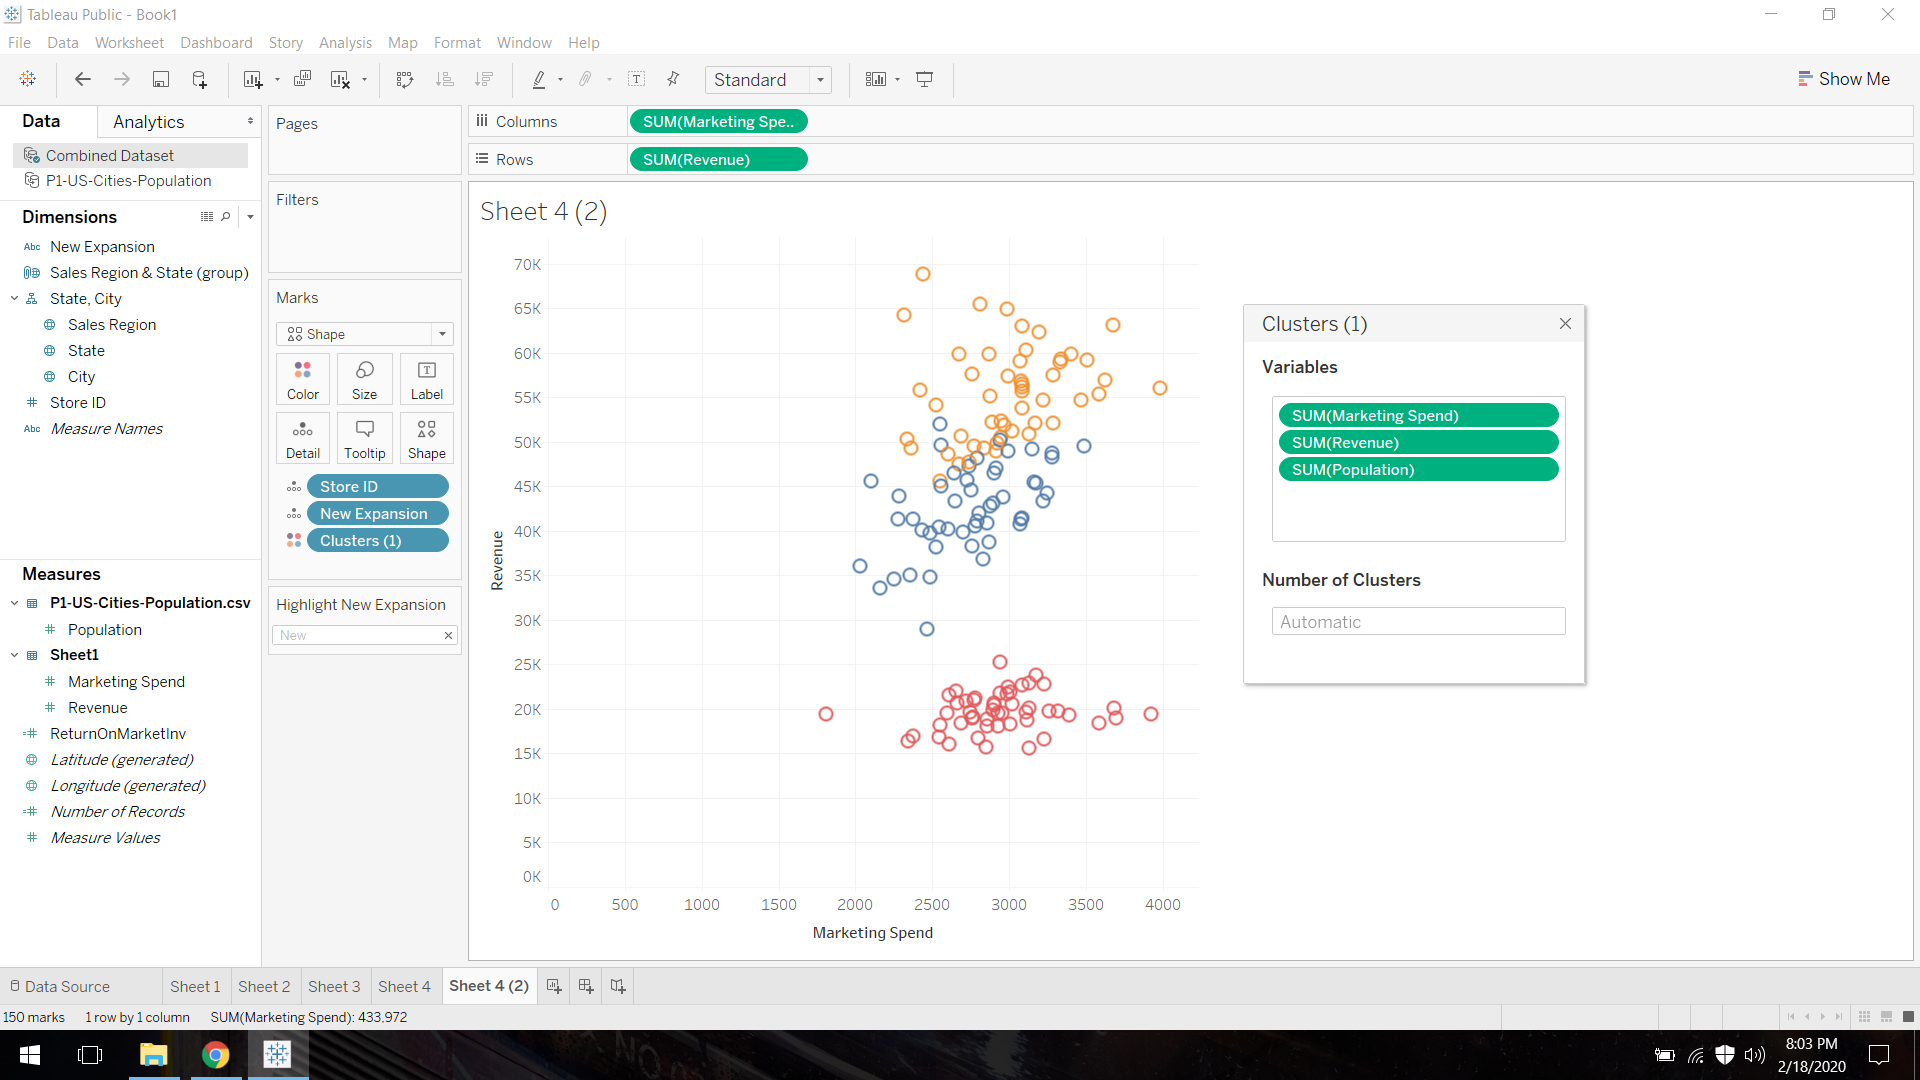 Tableau Public - Book1
File Data Worksheet Dashboard Story Analysis Map Format Window Help
Standard
Show Me
Data Analytics
Combined Dataset
P1-US-Cities-Population
Dimensions
Abc New Expansion
Sales Region & State (group)
State, City
Sales Region
State
City
# Store ID
Abc Measure Names
Measures
P1-US-Cities-Population.csv
# Population
Sheet1
# Marketing Spend
# Revenue
=# ReturnOnMarketInv
Latitude (generated)
Longitude (generated)
=# Number of Records
# Measure Values
Pages
Filters
Marks
Shape
Color Size Label
Detail Tooltip Shape
Store ID
New Expansion
Clusters (1)
Highlight New Expansion
New
Columns SUM(Marketing Spe..
Rows SUM(Revenue)
Sheet 4 (2)
70K
65K
60K
55K
50K
45K
40K
35K
30K
25K
20K
15K
10K
5K
0K
Revenue
0 500 1000 1500 2000 2500 3000 3500 4000
Marketing Spend
Clusters (1)
Variables
SUM(Marketing Spend)
SUM(Revenue)
SUM(Population)
Number of Clusters
Automatic
Data Source Sheet 1 Sheet 2 Sheet 3 Sheet 4 Sheet 4 (2)
150 marks 1 row by 1 column SUM(Marketing Spend): 433,972
8:03 PM
2/18/2020